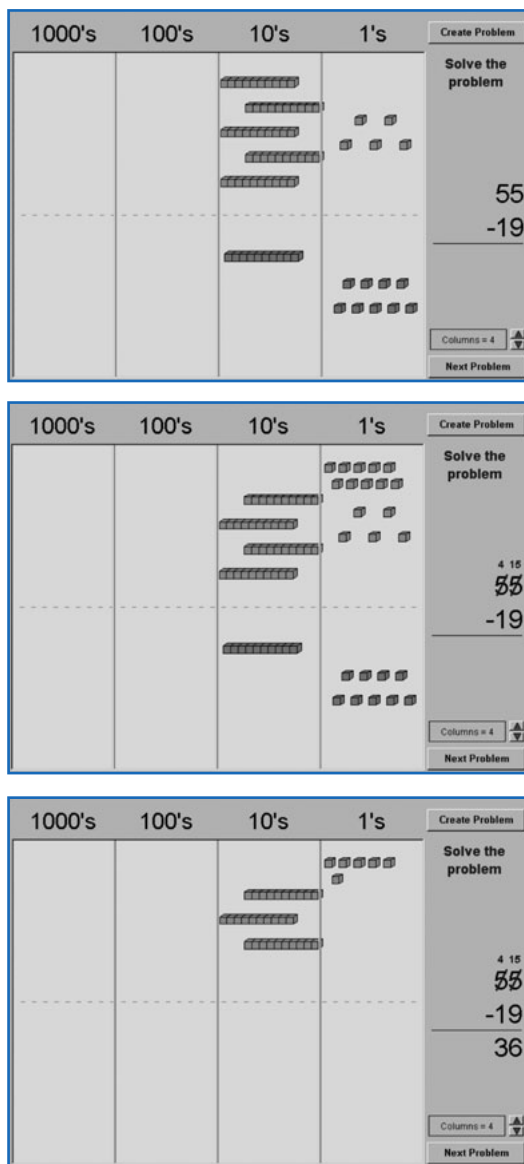 1000's 100's 10's 1's
Create Problem
Solve the
problem
55
-19
Columns = 4
Next Problem
1000's 100's 10's 1's
Create Problem
Solve the
problem
4 15
55
-19
Columns = 4
Next Problem
1000's 100's 10's 1's
Create Problem
Solve the
problem
4 15
55
-19
36
Columns = 4
Next Problem